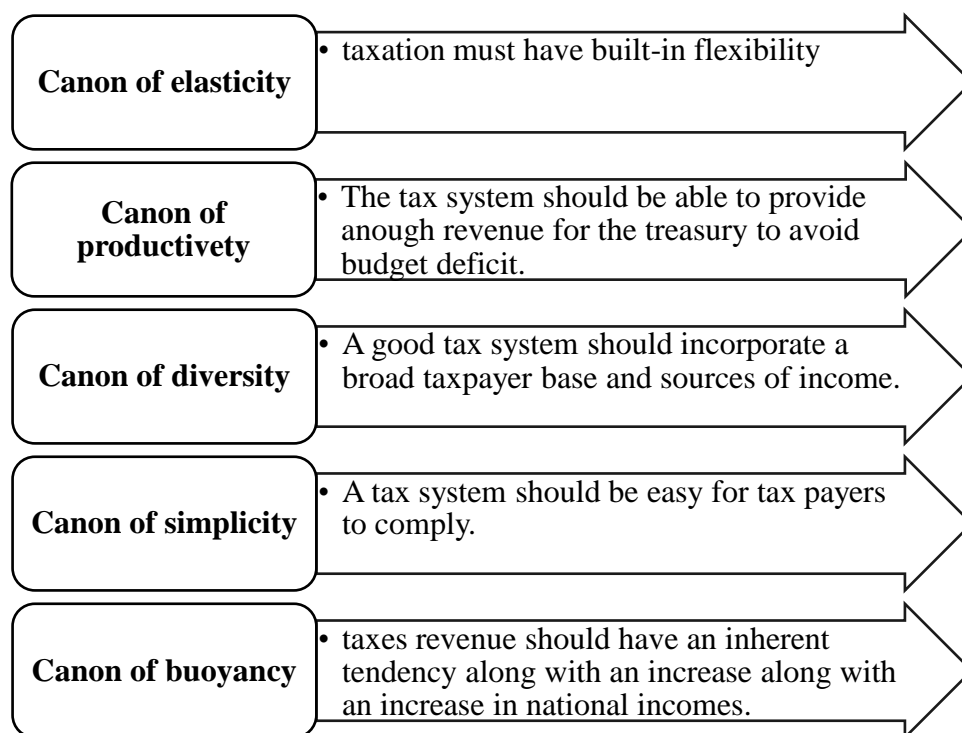 Canon of elasticity
• taxation must have built-in flexibility
Canon of
productivety
• The tax system should be able to provide
anough revenue for the treasury to avoid
budget deficit.
Canon of diversity
• A good tax system should incorporate a
broad taxpayer base and sources of income.
Canon of simplicity
• A tax system should be easy for tax payers
to comply.
Canon of buoyancy
• taxes revenue should have an inherent
tendency along with an increase along with
an increase in national incomes.